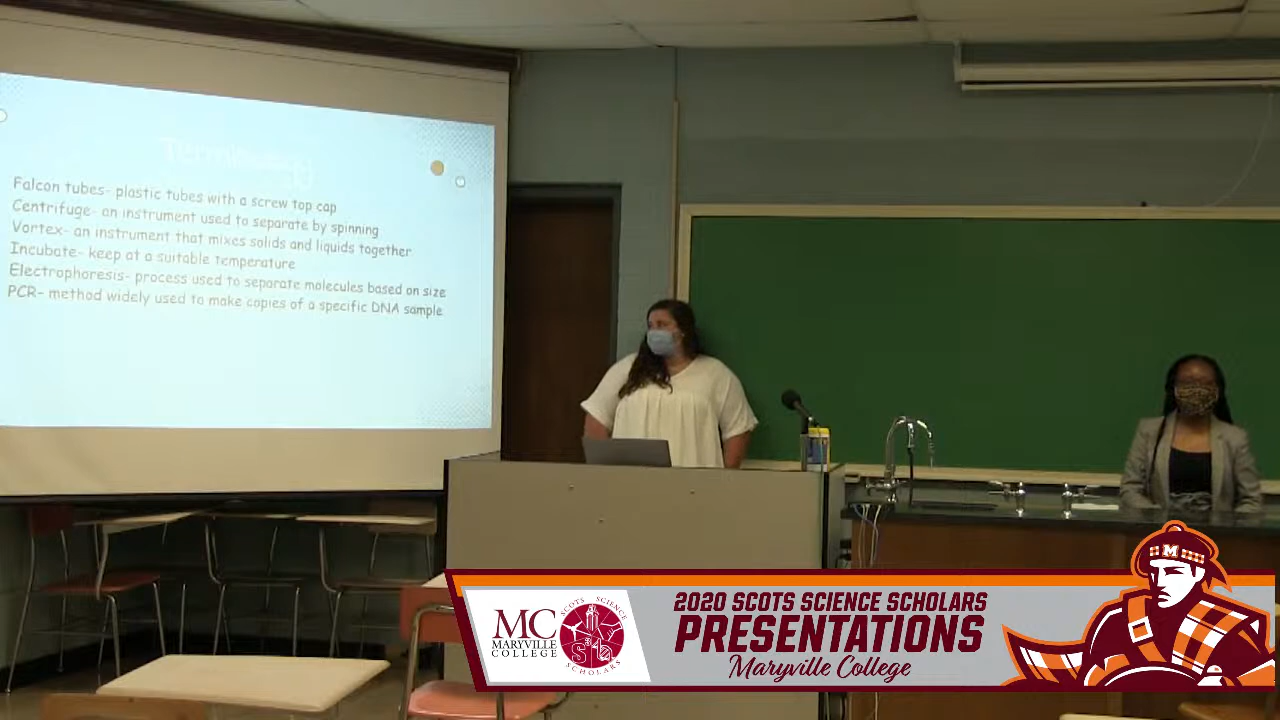 Terminology
Falcon tubes- plastic tubes with a screw top cap
Centrifuge- an instrument used to separate by spinning
Vortex- an instrument that mixes solids and liquids together
Incubate- keep at a suitable temperature
Electrophoresis- process used to separate molecules based on size
PCR- method widely used to make copies of a specific DNA sample
MC
MARYVILLE
COLLEGE
SCOTS SCIENCE
SCHOLARS
2020 SCOTS SCIENCE SCHOLARS
PRESENTATIONS
Maryville College
M